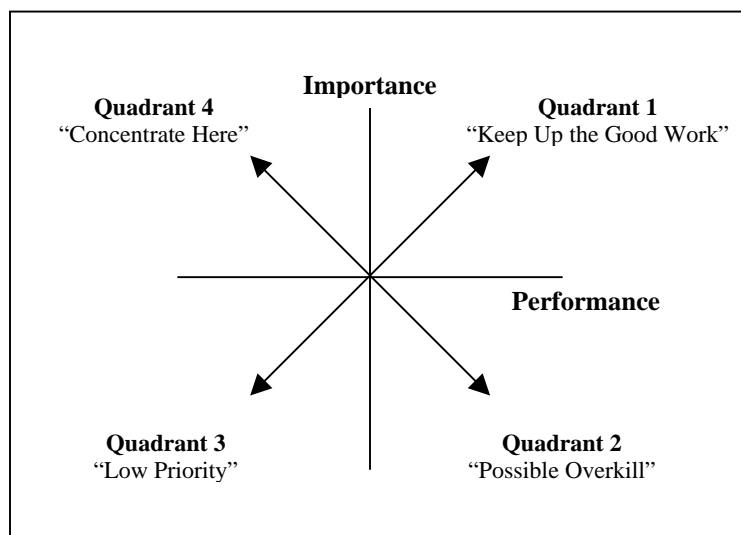 Importance
Quadrant 4
“Concentrate Here”
Quadrant 1
“Keep Up the Good Work”
Performance
Quadrant 3
“Low Priority”
Quadrant 2
“Possible Overkill”